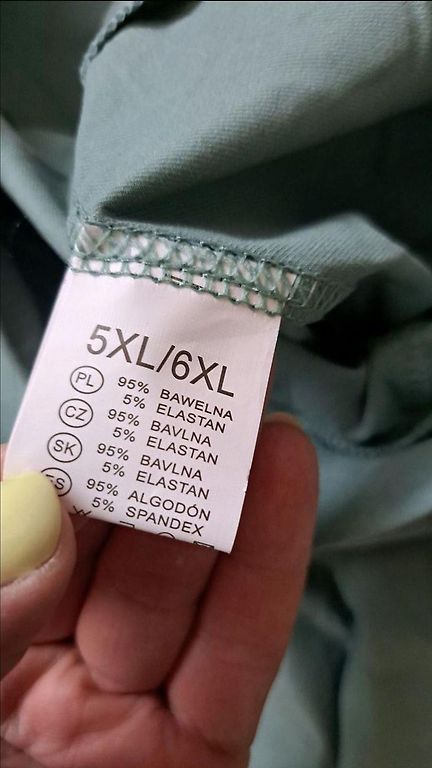 5XL/6XL
PL 95% BAWEŁNA
5% ELASTAN
CZ 95% BAVLNA
5% ELASTAN
SK 95% BAVLNA
5% ELASTAN
ES 95% ALGODÓN
5% SPANDEX